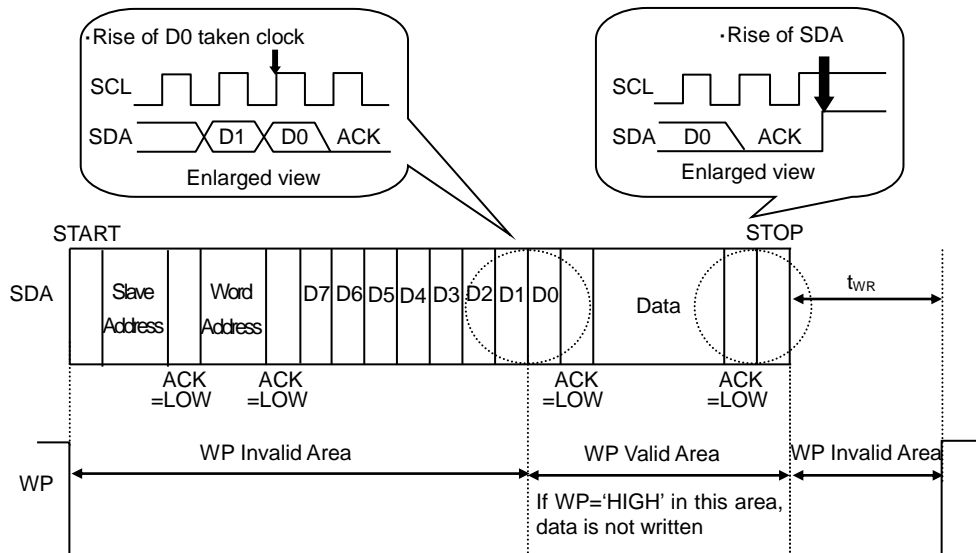 ・Rise of D0 taken clock
SCL
SDA D1 D0 ACK
Enlarged view
・Rise of SDA
SCL
SDA D0 ACK
Enlarged view
START STOP
SDA Slave Address Word Address D7 D6 D5 D4 D3 D2 D1 D0 Data tWR
ACK =LOW ACK =LOW ACK =LOW ACK =LOW
WP WP Invalid Area WP Valid Area WP Invalid Area
If WP=‘HIGH’ in this area,
data is not written